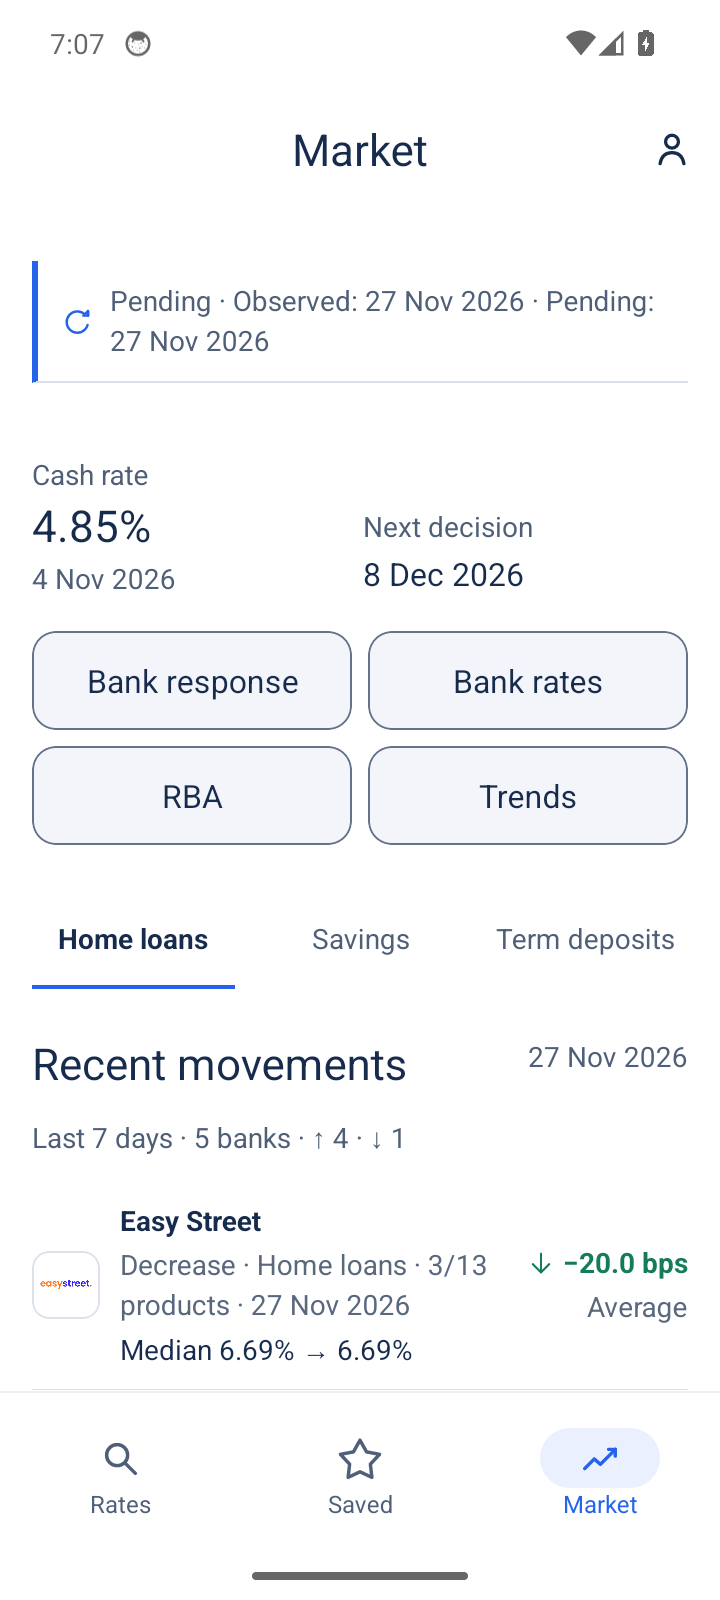 7:07
Market
Pending · Observed: 27 Nov 2026 · Pending:
27 Nov 2026
Cash rate
4.85%
4 Nov 2026
Next decision
8 Dec 2026
Bank response
Bank rates
RBA
Trends
Home loans
Savings
Term deposits
Recent movements
27 Nov 2026
Last 7 days · 5 banks · ↑ 4 · ↓ 1
easystreet.
Easy Street
Decrease · Home loans · 3/13
products · 27 Nov 2026
Median 6.69% → 6.69%
↓ −20.0 bps
Average
Rates
Saved
Market